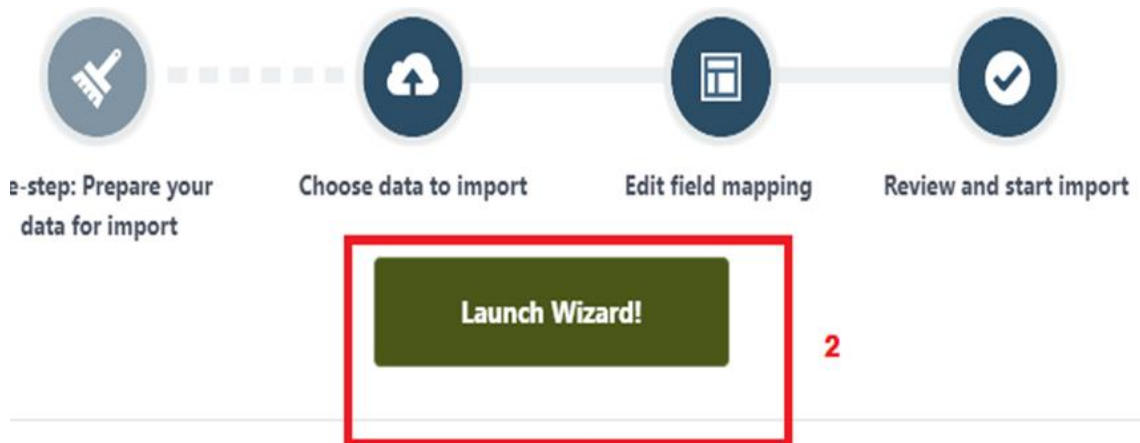 e-step: Prepare your
data for import
Choose data to import
Edit field mapping
Review and start import
Launch Wizard!
2